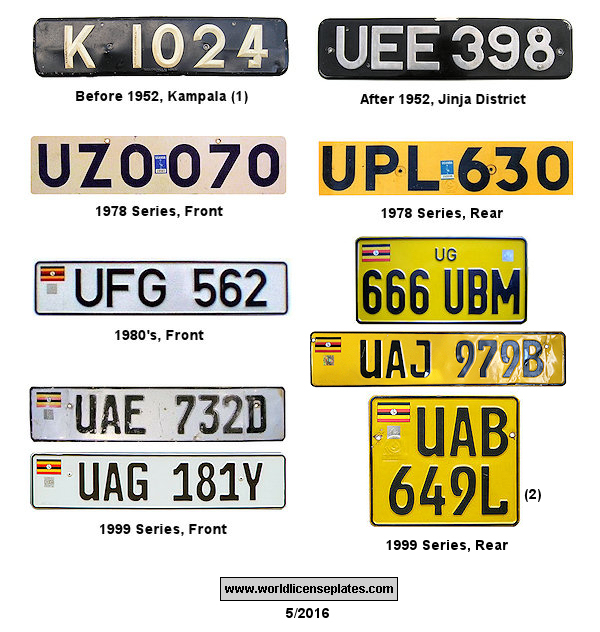 K 1024
Before 1952, Kampala (1)
UEE 398
After 1952, Jinja District
UZO 070
1978 Series, Front
UPL 630
1978 Series, Rear
UFG 562
1980's, Front
UG
666 UBM
UAJ 979B
UAE 732D
UAG 181Y
1999 Series, Front
UAB
649L
(2)
1999 Series, Rear
www.worldlicenseplates.com
5/2016